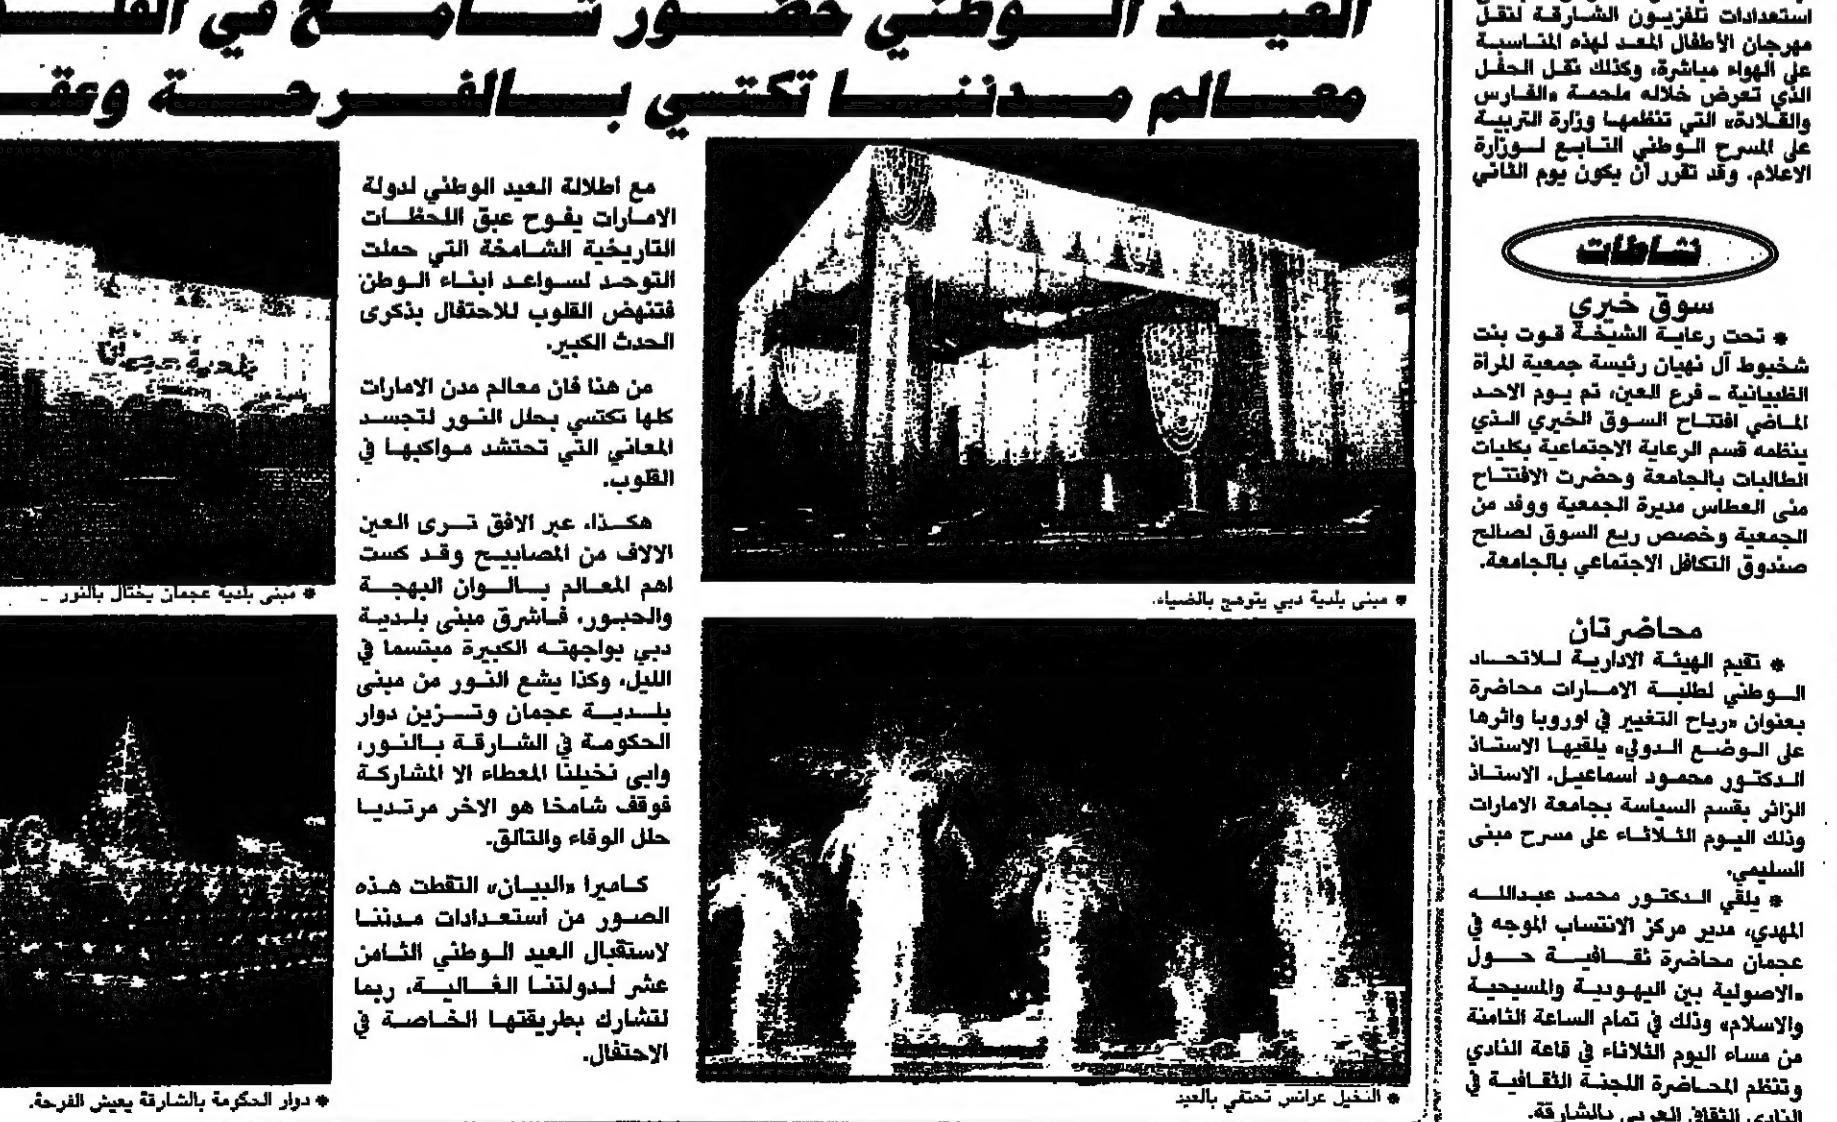 العيد الوطني حضور شامخ في
معالم مدننا تكتسي بالفرحة
استعدادات تلفزيون الشارقة لنقل
مهرجان الأطفال المعد لهذه المناسبة
على الهواء مباشرة، وكذلك نقل الحفل
الذي تعرض خلاله ملحمة «الفارس
والقلادة» التي تنظمها وزارة التربية
على المسرح الوطني التابع لوزارة
الاعلام. وقد تقرر أن يكون يوم الثاني
نشاطات
سوق خيري
* تحت رعاية الشيخة قوت بنت
شخبوط آل نهيان رئيسة جمعية المرأة
الظبيانية ـ فرع العين، تم يوم الاحد
الماضي افتتاح السوق الخيري الذي
ينظمه قسم الرعاية الاجتماعية بكليات
الطالبات بالجامعة وحضرت الافتتاح
منى العطاس مديرة الجمعية ووفد من
الجمعية وخصص ريع السوق لصالح
صندوق التكافل الاجتماعي بالجامعة.
محاضرتان
* تقيم الهيئة الادارية للاتحاد
الوطني لطلبة الامارات محاضرة
بعنوان «رياح التغيير في اوروبا واثرها
على الوضع الدولي» يلقيها الاستاذ
الدكتور محمود اسماعيل، الاستاذ
الزائر بقسم السياسة بجامعة الامارات
وذلك اليوم الثلاثاء على مسرح مبنى
السليمي.
* يلقي الدكتور محمد عبدالله
المهدي، مدير مركز الانتساب الموجه في
عجمان محاضرة ثقافية حول
«الاصولية بين اليهودية والمسيحية
والاسلام» وذلك في تمام الساعة الثامنة
من مساء اليوم الثلاثاء في قاعة النادي
وتنظم المحاضرة اللجنة الثقافية في
النادي الثقافي العربي بالشارقة.
* مبنى بلدية دبي يتوهج بالضياء.
* النخيل عرائس تحتفي بالعيد
مع اطلالة العيد الوطني لدولة
الامارات يفوح عبق اللحظات
التاريخية الشامخة التي حملت
التوحد لسواعد ابناء الوطن
فتنهض القلوب للاحتفال بذكرى
الحدث الكبير.
من هنا فان معالم مدن الامارات
كلها تكتسي بحلل النور لتجسد
المعاني التي تحتشد مواكبها في
القلوب.
هكذا، عبر الافق ترى العين
الالاف من المصابيح وقد كست
اهم المعالم بالوان البهجة
والحبور، فاشرق مبنى بلدية
دبي بواجهته الكبيرة مبتسما في
الليل، وكذا يشع النور من مبنى
بلدية عجمان وتزين دوار
الحكومة في الشارقة بالنور،
وابى نخيلنا المعطاء الا المشاركة
فوقف شامخا هو الاخر مرتديا
حلل الوفاء والتالق.
كاميرا «البيان» التقطت هذه
الصور من استعدادات مدننا
لاستقبال العيد الوطني الثامن
عشر لدولتنا الغالية، ربما
لتشارك بطريقتها الخاصة في
الاحتفال.
* مبنى بلدية عجمان يختال بالنور
* دوار الحكومة بالشارقة يعيش الفرحة.